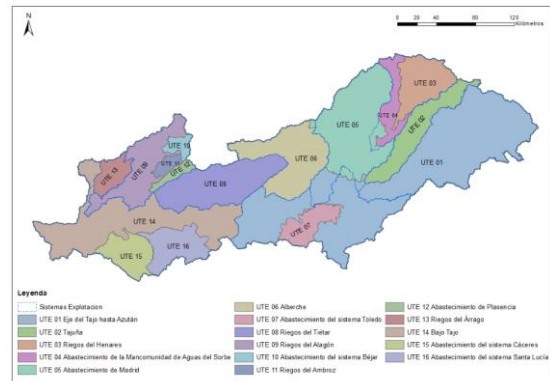 N
0 20 40 80 120
Kilómetros
UTE 03
UTE 04
UTE 02
UTE 05
UTE 01
UTE 10
UTE 11
UTE 09
UTE 12
UTE 13
UTE 06
UTE 08
UTE 14
UTE 07
UTE 16
UTE 15
Leyenda
Sistemas Explotacion
UTE 01 Eje del Tajo hasta Azután
UTE 02 Tajuña
UTE 03 Riegos del Henares
UTE 04 Abastecimiento de la Mancomunidad de Aguas del Sorbe
UTE 05 Abastecimiento de Madrid
UTE 06 Alberche
UTE 07 Abastecimiento del sistema Toledo
UTE 08 Riegos del Tiétar
UTE 09 Riegos del Alagón
UTE 10 Abastecimiento del sistema Béjar
UTE 11 Riegos del Ambroz
UTE 12 Abastecimiento de Plasencia
UTE 13 Riegos del Árrago
UTE 14 Bajo Tajo
UTE 15 Abastecimiento del sistema Cáceres
UTE 16 Abastecimiento del sistema Santa Lucía